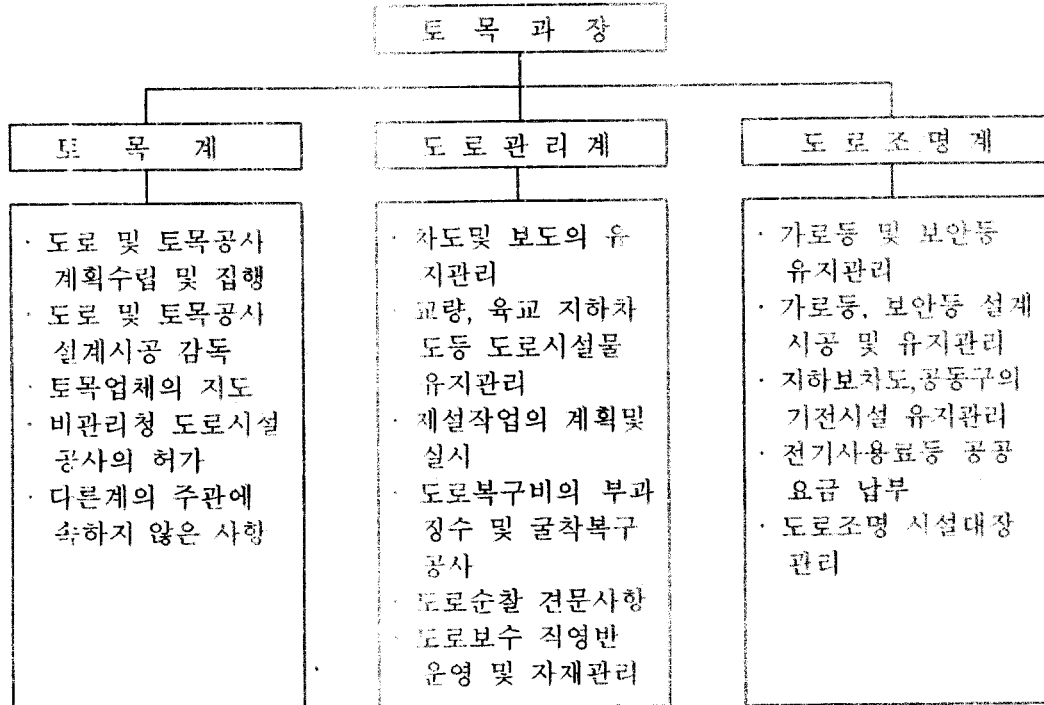 토 목 과 장
토 목 계
· 도로 및 토목공사
계획수립 및 집행
· 도로 및 토목공사
설계시공 감독
· 토목업체의 지도
· 비관리청 도로시설
공사의 허가
· 다른계의 주관에
속하지 않은 사항
도 로 관 리 계
· 차도및 보도의 유
지관리
· 교량, 육교 지하차
도등 도로시설물
유지관리
· 제설작업의 계획및
실시
· 도로복구비의 부과
징수 및 굴착복구
공사
· 도로순찰 견문사항
· 도로보수 직영반
운영 및 자재관리
도 로 조 명 계
· 가로등 및 보안등
유지관리
· 가로등, 보안등 설계
시공 및 유지관리
· 지하보차도,공동구의
기전시설 유지관리
· 전기사용료등 공공
요금 납부
· 도로조명 시설대장
관리